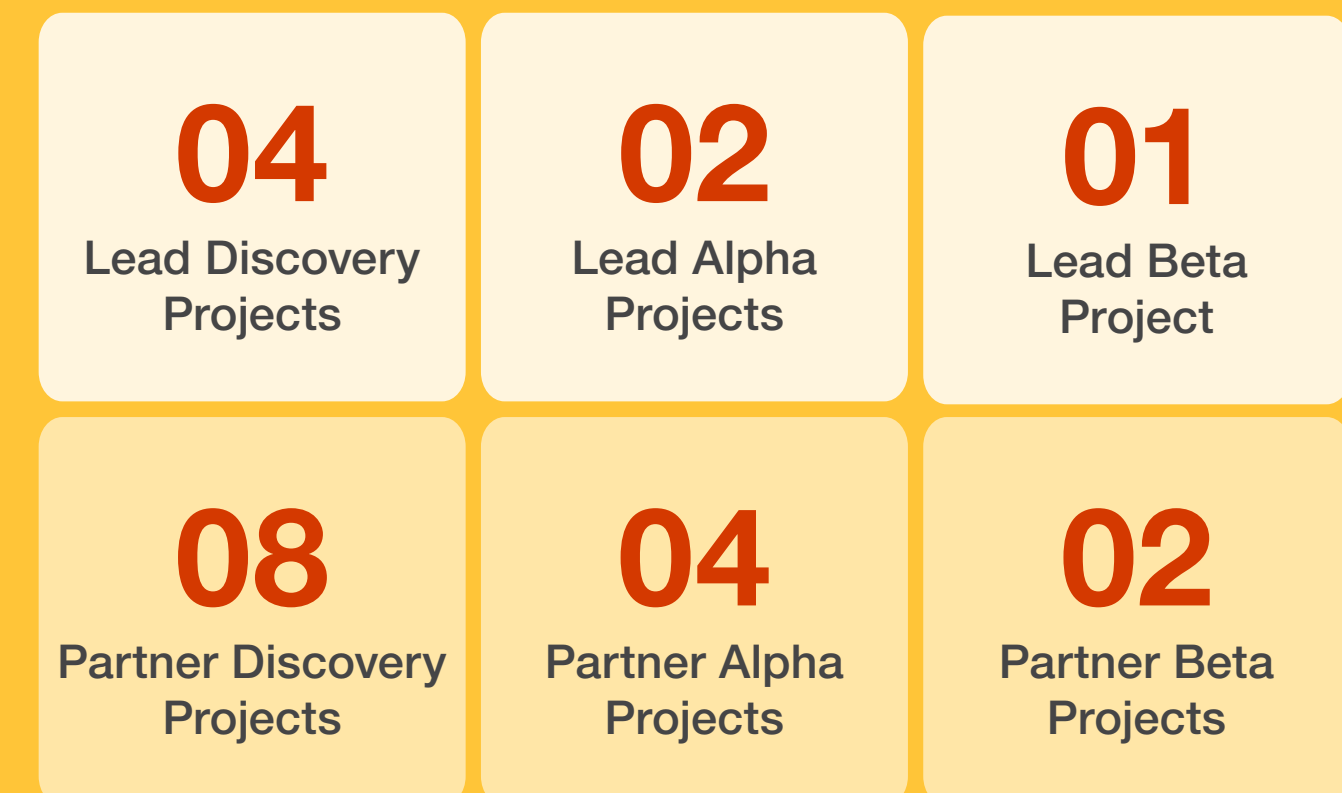 04
Lead Discovery
Projects
02
Lead Alpha
Projects
01
Lead Beta
Project
08
Partner Discovery
Projects
04
Partner Alpha
Projects
02
Partner Beta
Projects